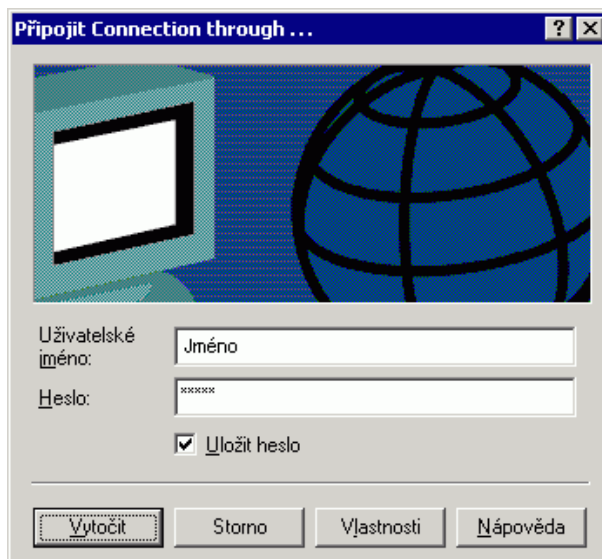 Připojit Connection through ...
Uživatelské
jméno:
Jméno
Heslo:
*****
Uložit heslo
Vytočit
Storno
Vlastnosti
Nápověda